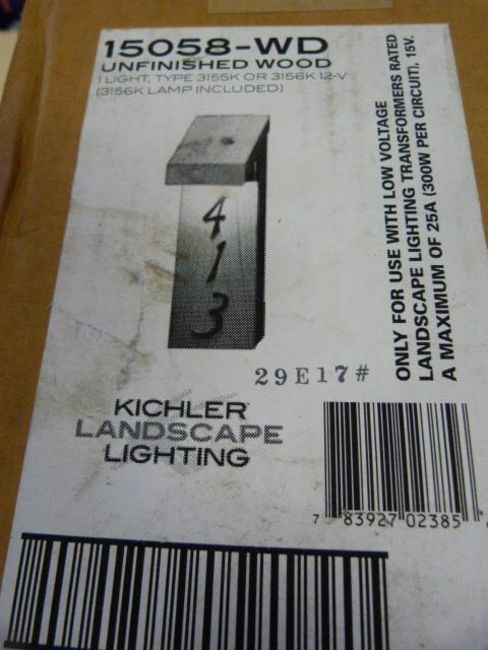 15058-WD
UNFINISHED WOOD
1 LIGHT, TYPE 3155K OR 3156K 12-V
(3156K LAMP INCLUDED)
4
1
3
ONLY FOR USE WITH LOW VOLTAGE
LANDSCAPE LIGHTING TRANSFORMERS RATED
A MAXIMUM OF 25A (300W PER CIRCUIT), 15V.
29E17#
KICHLER
LANDSCAPE
LIGHTING
7 83927 02385